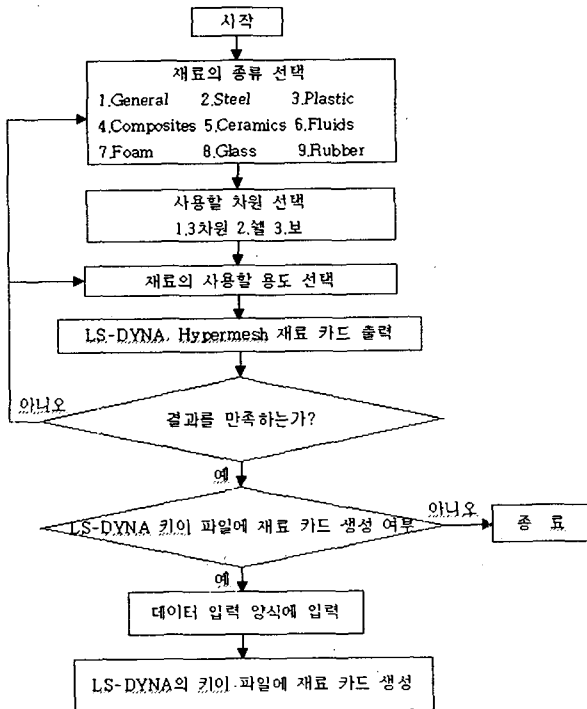 시작
재료의 종류 선택
1.General 2.Steel 3.Plastic
4.Composites 5.Ceramics 6.Fluids
7.Foam 8.Glass 9.Rubber
사용할 차원 선택
1.3차원 2.쉘 3.보
재료의 사용할 용도 선택
LS-DYNA, Hypermesh 재료 카드 출력
아니오
결과를 만족하는가?
예
LS-DYNA 키이 파일에 재료 카드 생성 여부
아니오
종 료
예
데이터 입력 양식에 입력
LS-DYNA의 키이 파일에 재료 카드 생성